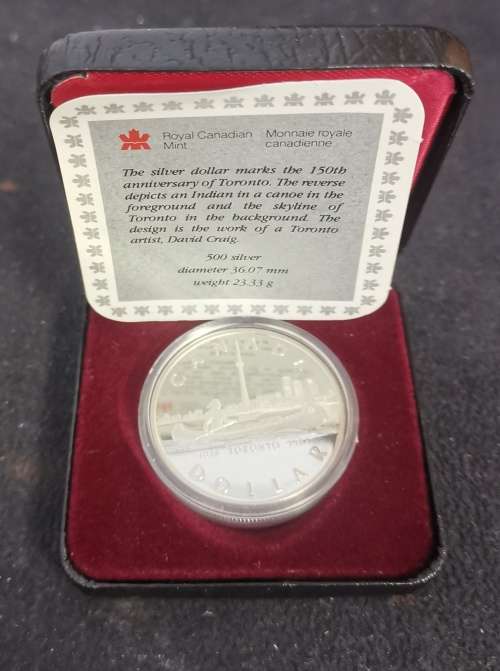 Royal Canadian Mint
Monnaie royale canadienne
The silver dollar marks the 150th
anniversary of Toronto. The reverse
depicts an Indian in a canoe in the
foreground and the skyline of
Toronto in the background. The
design is the work of a Toronto
artist, David Craig.
500 silver
diameter 36.07 mm
weight 23.33 g
CANADA
DOLLAR